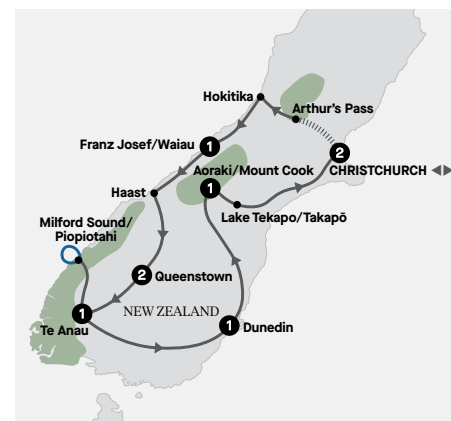 Hokitika
Arthur's Pass
Franz Josef/Waiau
1
2
CHRISTCHURCH
Aoraki/Mount Cook
1
Haast
Lake Tekapo/Takapō
Milford Sound/
Piopiotahi
2
Queenstown
NEW ZEALAND
1
Te Anau
1
Dunedin